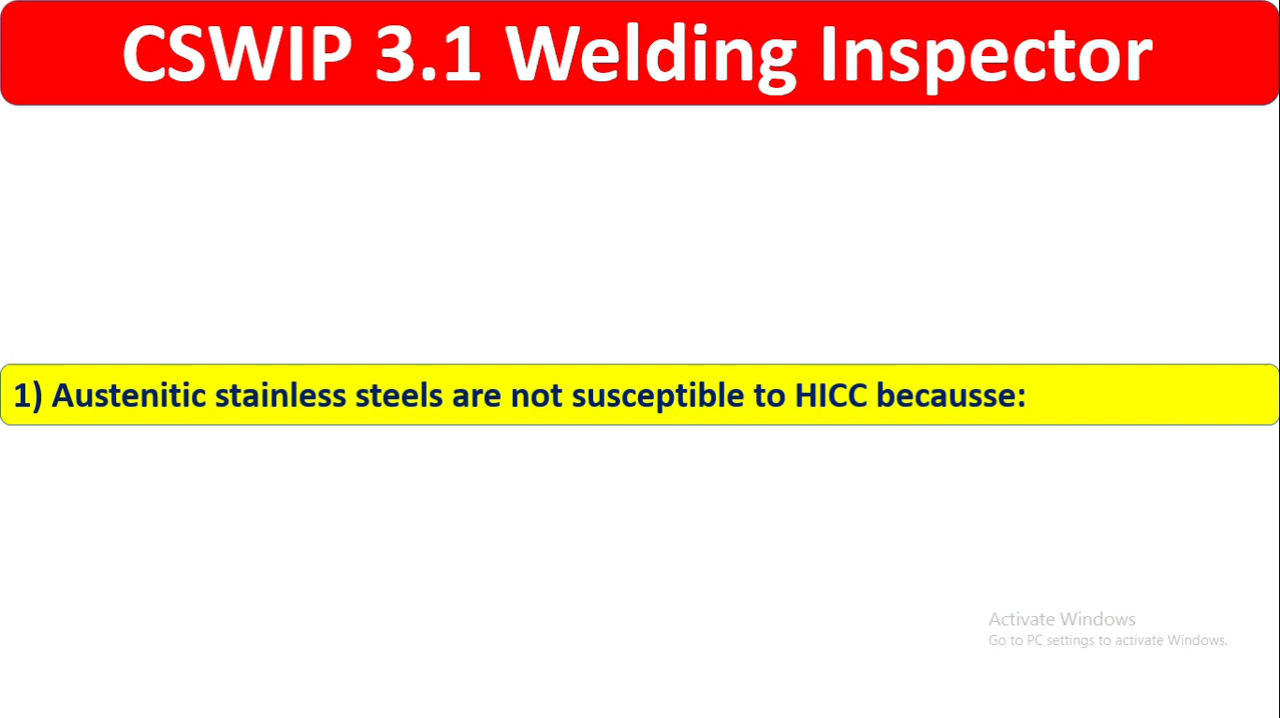 CSWIP 3.1 Welding Inspector
1) Austenitic stainless steels are not susceptible to HICC becausse:
Activate Windows
Go to PC settings to activate Windows.